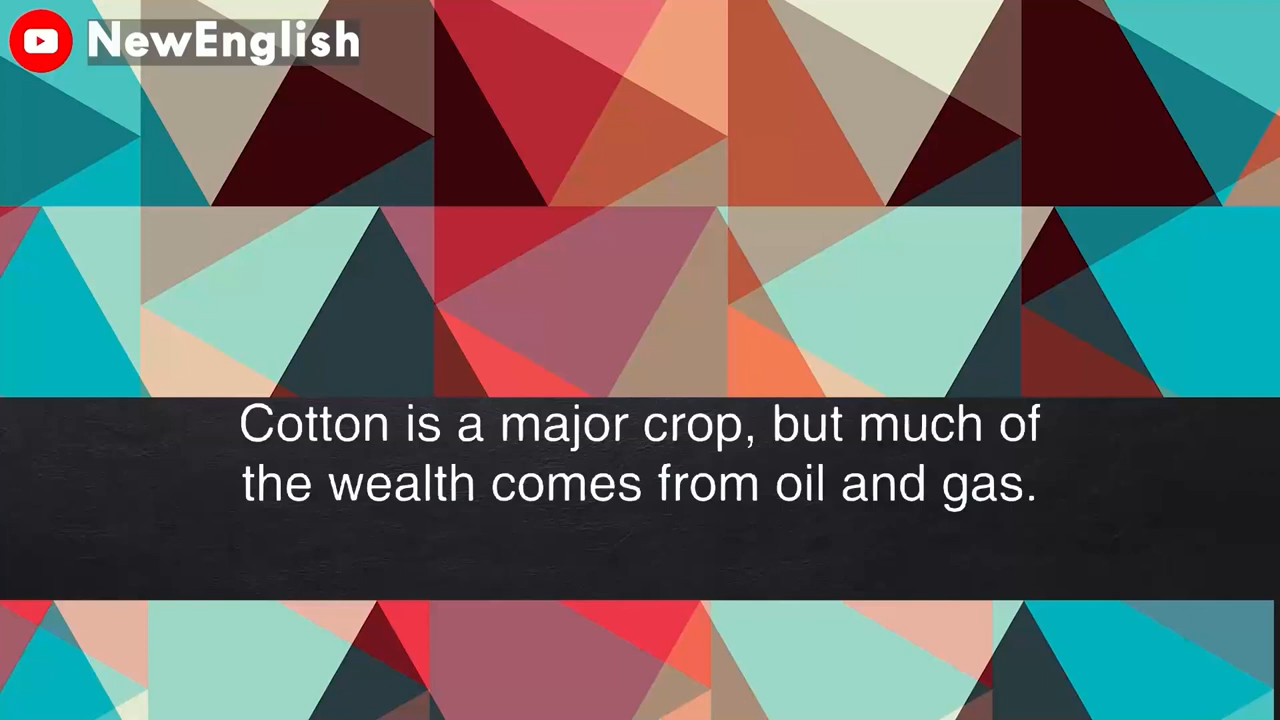 NewEnglish
Cotton is a major crop, but much of
the wealth comes from oil and gas.